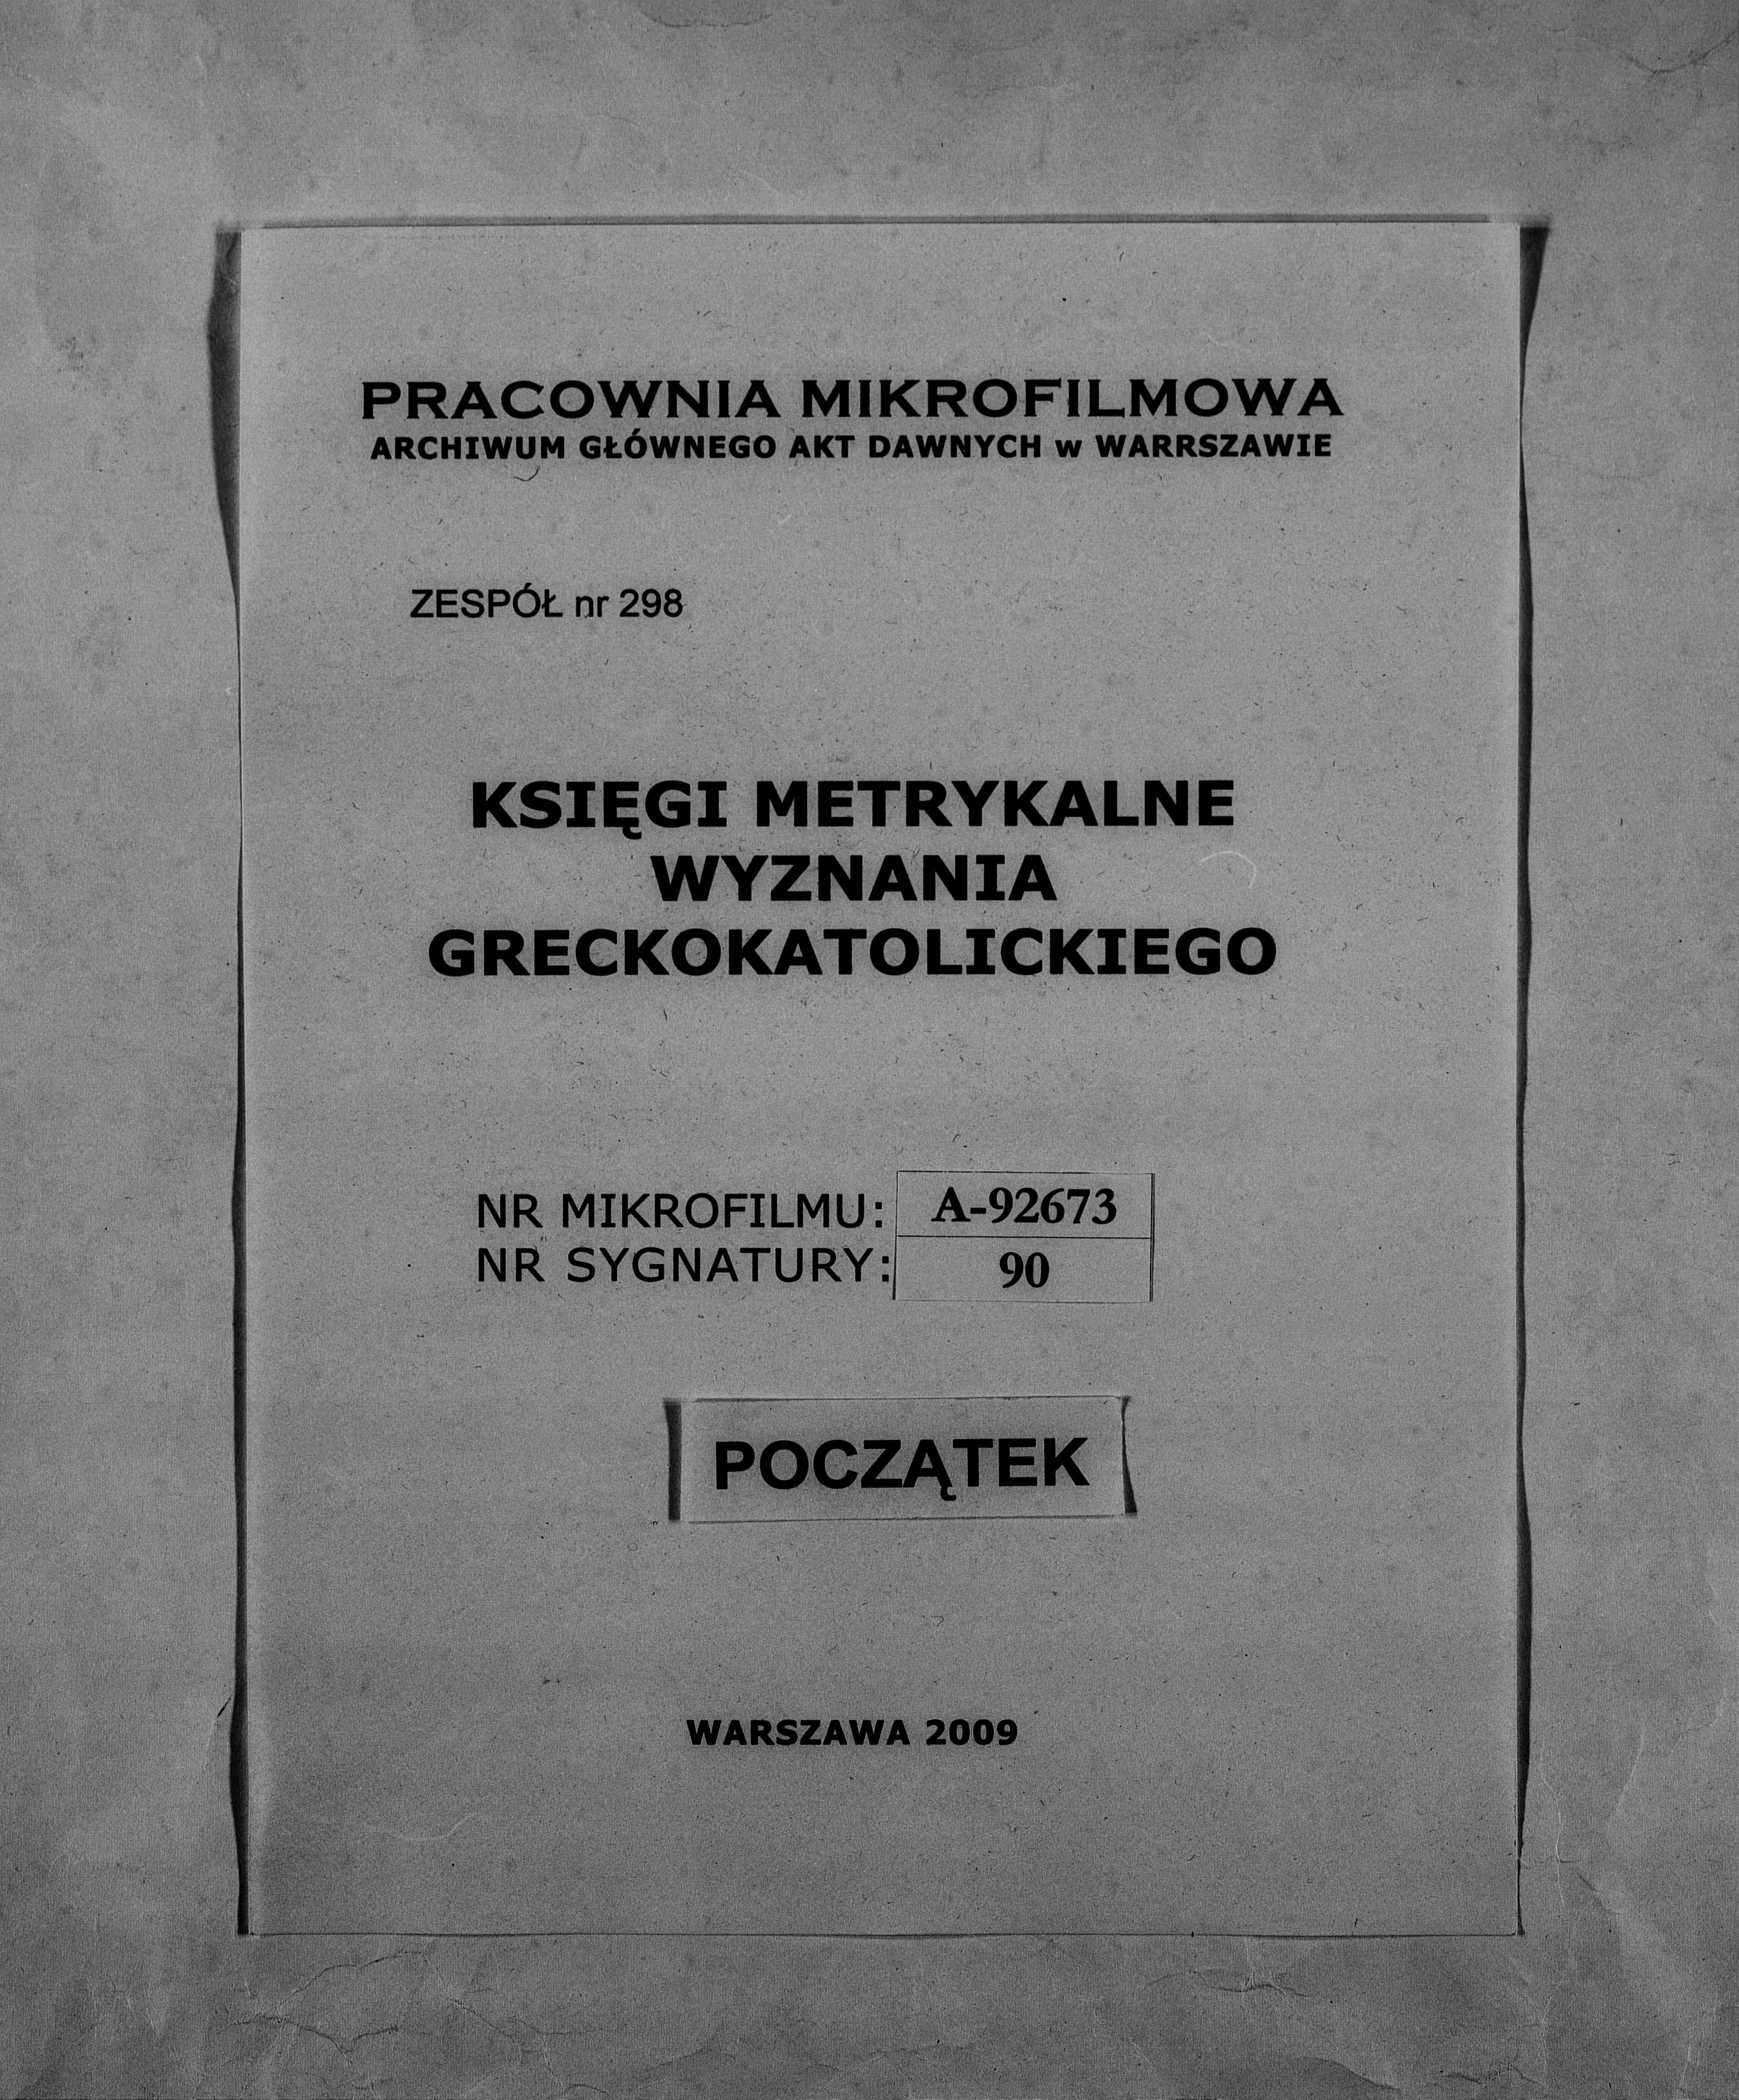 PRACOWNIA MIKROFILMOWA
ARCHIWUM GŁÓWNEGO AKT DAWNYCH w WARRSZAWIE
ZESPÓŁ nr 298
KSIĘGI METRYKALNE
WYZNANIA
GRECKOKATOLICKIEGO
NR MIKROFILMU: A-92673
NR SYGNATURY: 90
POCZĄTEK
WARSZAWA 2009